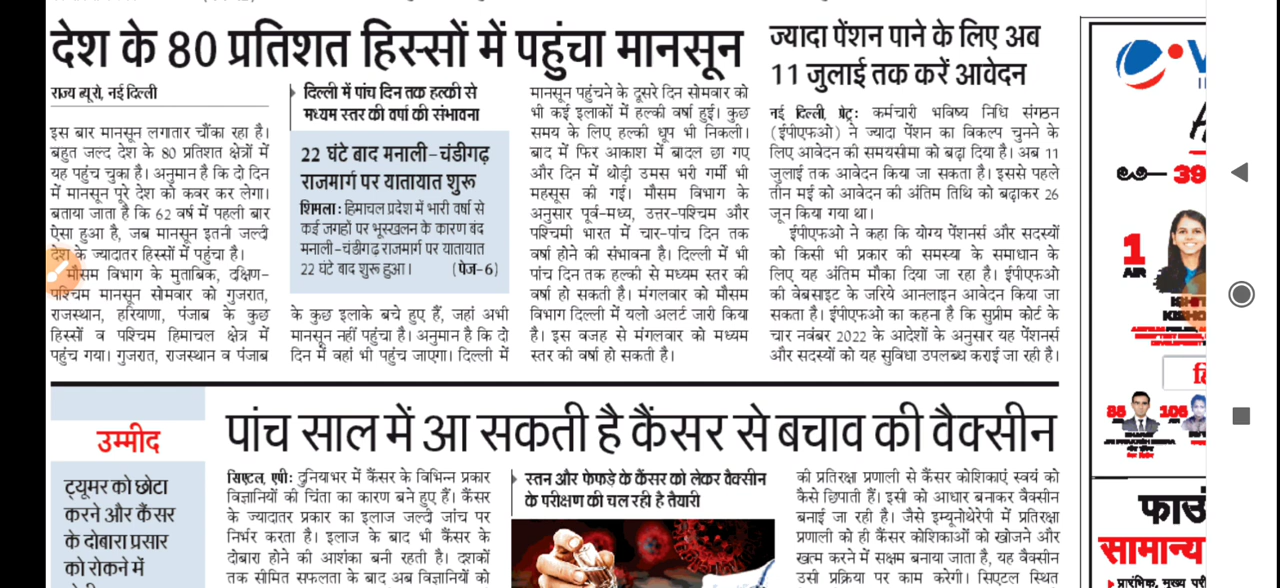 देश के 80 प्रतिशत हिस्सों में पहुंचा मानसून
राज्य ब्यूरो, नई दिल्ली
इस बार मानसून लगातार चौंका रहा है।
बहुत जल्द देश के 80 प्रतिशत क्षेत्रों में
यह पहुंच चुका है। अनुमान है कि दो दिन
में मानसून पूरे देश को कवर कर लेगा।
बताया जाता है कि 62 वर्ष में पहली बार
ऐसा हुआ है, जब मानसून इतनी जल्दी
देश के ज्यादातर हिस्सों में पहुंचा है।
मौसम विभाग के मुताबिक, दक्षिण-
पश्चिम मानसून सोमवार को गुजरात,
राजस्थान, हरियाणा, पंजाब के कुछ
हिस्सों व पश्चिम हिमाचल क्षेत्र में
पहुंच गया। गुजरात, राजस्थान व पंजाब
दिल्ली में पांच दिन तक हल्की से
मध्यम स्तर की वर्षा की संभावना
22 घंटे बाद मनाली-चंडीगढ़
राजमार्ग पर यातायात शुरू
शिमला: हिमाचल प्रदेश में भारी वर्षा से
कई जगहों पर भूस्खलन के कारण बंद
मनाली-चंडीगढ़ राजमार्ग पर यातायात
22 घंटे बाद शुरू हुआ। (पेज-6)
के कुछ इलाके बचे हुए हैं, जहां अभी
मानसून नहीं पहुंचा है। अनुमान है कि दो
दिन में वहां भी पहुंच जाएगा। दिल्ली में
मानसून पहुंचने के दूसरे दिन सोमवार को
भी कई इलाकों में हल्की वर्षा हुई। कुछ
समय के लिए हल्की धूप भी निकली।
बाद में फिर आकाश में बादल छा गए
और दिन में थोड़ी उमस भरी गर्मी भी
महसूस की गई। मौसम विभाग के
अनुसार पूर्व-मध्य, उत्तर-पश्चिम और
पश्चिमी भारत में चार-पांच दिन तक
वर्षा होने की संभावना है। दिल्ली में भी
पांच दिन तक हल्की से मध्यम स्तर की
वर्षा हो सकती है। मंगलवार को मौसम
विभाग दिल्ली में यलो अलर्ट जारी किया
है। इस वजह से मंगलवार को मध्यम
स्तर की वर्षा हो सकती है।
ज्यादा पेंशन पाने के लिए अब
11 जुलाई तक करें आवेदन
नई दिल्ली, प्रेट्र: कर्मचारी भविष्य निधि संगठन
(ईपीएफओ) ने ज्यादा पेंशन का विकल्प चुनने के
लिए आवेदन की समयसीमा को बढ़ा दिया है। अब 11
जुलाई तक आवेदन किया जा सकता है। इससे पहले
तीन मई को आवेदन की अंतिम तिथि को बढ़ाकर 26
जून किया गया था।
ईपीएफओ ने कहा कि योग्य पेंशनर्स और सदस्यों
को किसी भी प्रकार की समस्या के समाधान के
लिए यह अंतिम मौका दिया जा रहा है। ईपीएफओ
की वेबसाइट के जरिये आनलाइन आवेदन किया जा
सकता है। ईपीएफओ का कहना है कि सुप्रीम कोर्ट के
चार नवंबर 2022 के आदेशों के अनुसार यह पेंशनर्स
और सदस्यों को यह सुविधा उपलब्ध कराई जा रही है।
39
1
AIR
85
106
फाउं
सामान्य
प्रारंभिक, मुख्य परी
उम्मीद
ट्यूमर को छोटा
करने और कैंसर
के दोबारा प्रसार
को रोकने में
पांच साल में आ सकती है कैंसर से बचाव की वैक्सीन
सिएटल, एपी: दुनियाभर में कैंसर के विभिन्न प्रकार
विज्ञानियों की चिंता का कारण बने हुए हैं। कैंसर
के ज्यादातर प्रकार का इलाज जल्दी जांच पर
निर्भर करता है। इलाज के बाद भी कैंसर के
दोबारा होने की आशंका बनी रहती है। दशकों
तक सीमित सफलता के बाद अब विज्ञानियों को
स्तन और फेफड़े के कैंसर को लेकर वैक्सीन
के परीक्षण की चल रही है तैयारी
की प्रतिरक्षा प्रणाली से कैंसर कोशिकाएं स्वयं को
कैसे छिपाती हैं। इसी को आधार बनाकर वैक्सीन
बनाई जा रही है। जैसे इम्यूनोथेरेपी में प्रतिरक्षा
प्रणाली को ही कैंसर कोशिकाओं को खोजने और
खत्म करने में सक्षम बनाया जाता है, यह वैक्सीन
उसी प्रक्रिया पर काम करेगी। सिएटल स्थित